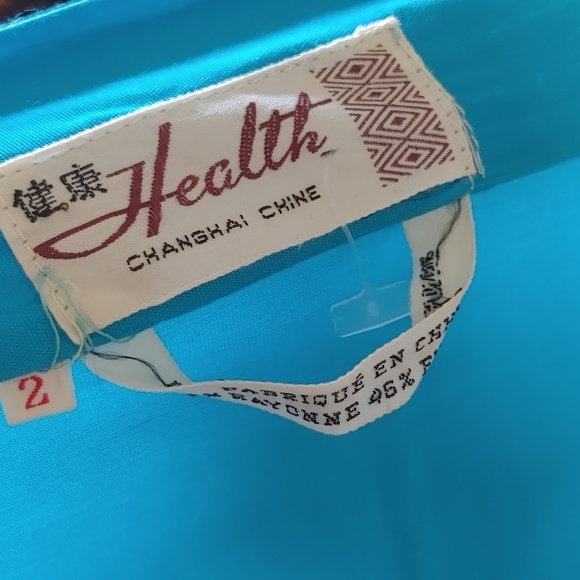 健康 Health
CHANGHAI CHINE
2
FABRIQUÉ EN
RAYONNE 46%